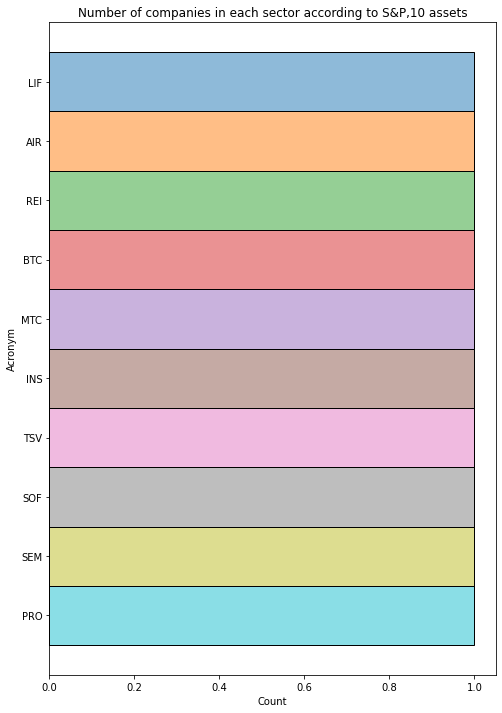 Number of companies in each sector according to S&P,10 assets
LIF
AIR
REI
BTC
MTC
INS
TSV
SOF
SEM
PRO
Acronym
0.0 0.2 0.4 0.6 0.8 1.0
Count